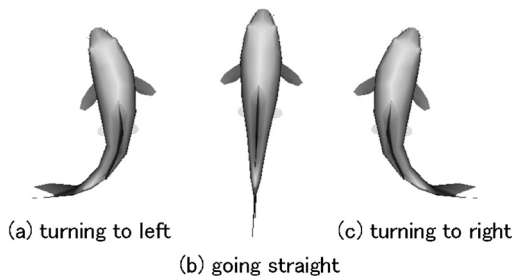 (a) turning to left
(c) turning to right
(b) going straight